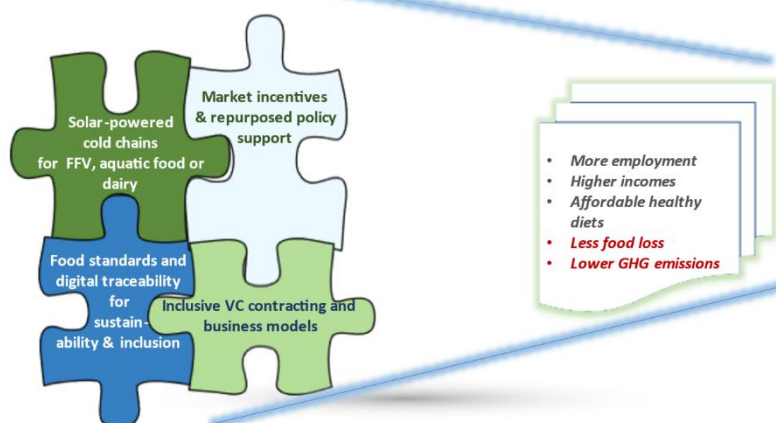 Solar-powered
cold chains
for FFV, aquatic food or
dairy
Market incentives
& repurposed policy
support
Food standards and
digital traceability
for
sustain-
ability & inclusion
Inclusive VC contracting and
business models
• More employment
• Higher incomes
• Affordable healthy
diets
• Less food loss
• Lower GHG emissions